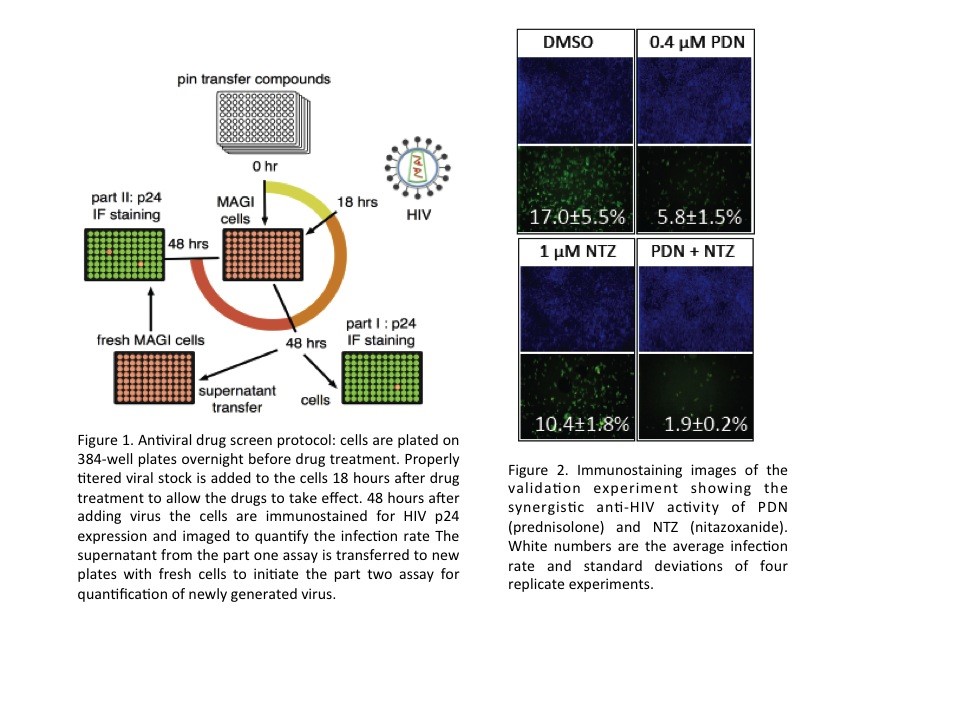 pin transfer compounds
0 hr
MAGI
cells
18 hrs
HIV
part II: p24
IF staining
48 hrs
fresh MAGI cells
48 hrs
part I : p24
IF staining
supernatant
transfer
cells
Figure 1. Antiviral drug screen protocol: cells are plated on
384-well plates overnight before drug treatment. Properly
titered viral stock is added to the cells 18 hours after drug
treatment to allow the drugs to take effect. 48 hours after
adding virus the cells are immunostained for HIV p24
expression and imaged to quantify the infection rate The
supernatant from the part one assay is transferred to new
plates with fresh cells to initiate the part two assay for
quantification of newly generated virus.
DMSO
0.4 µM PDN
17.0±5.5%
5.8±1.5%
1 µM NTZ
PDN + NTZ
10.4±1.8%
1.9±0.2%
Figure 2. Immunostaining images of the
validation experiment showing the
synergistic anti-HIV activity of PDN
(prednisolone) and NTZ (nitazoxanide).
White numbers are the average infection
rate and standard deviations of four
replicate experiments.